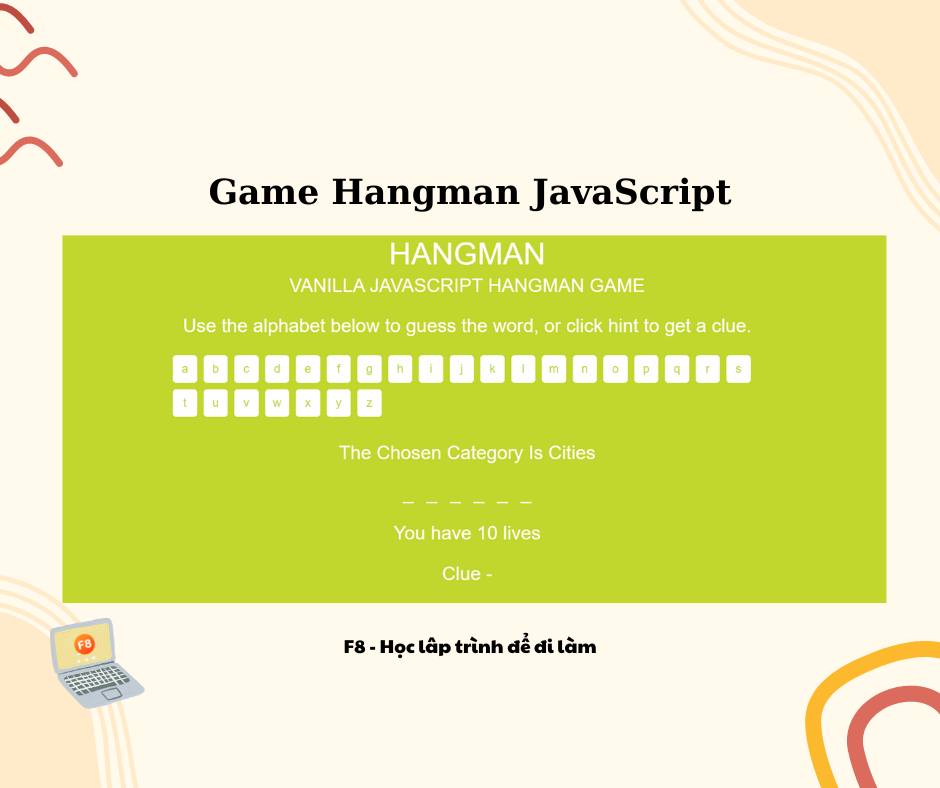 Game Hangman JavaScript
HANGMAN
VANILLA JAVASCRIPT HANGMAN GAME
Use the alphabet below to guess the word, or click hint to get a clue.
a b c d e f g h i j k l m n o p q r s
t u v w x y z
The Chosen Category Is Cities
_ _ _ _ _ _
You have 10 lives
Clue -
F8
F8 - Học lâp trình để đi làm